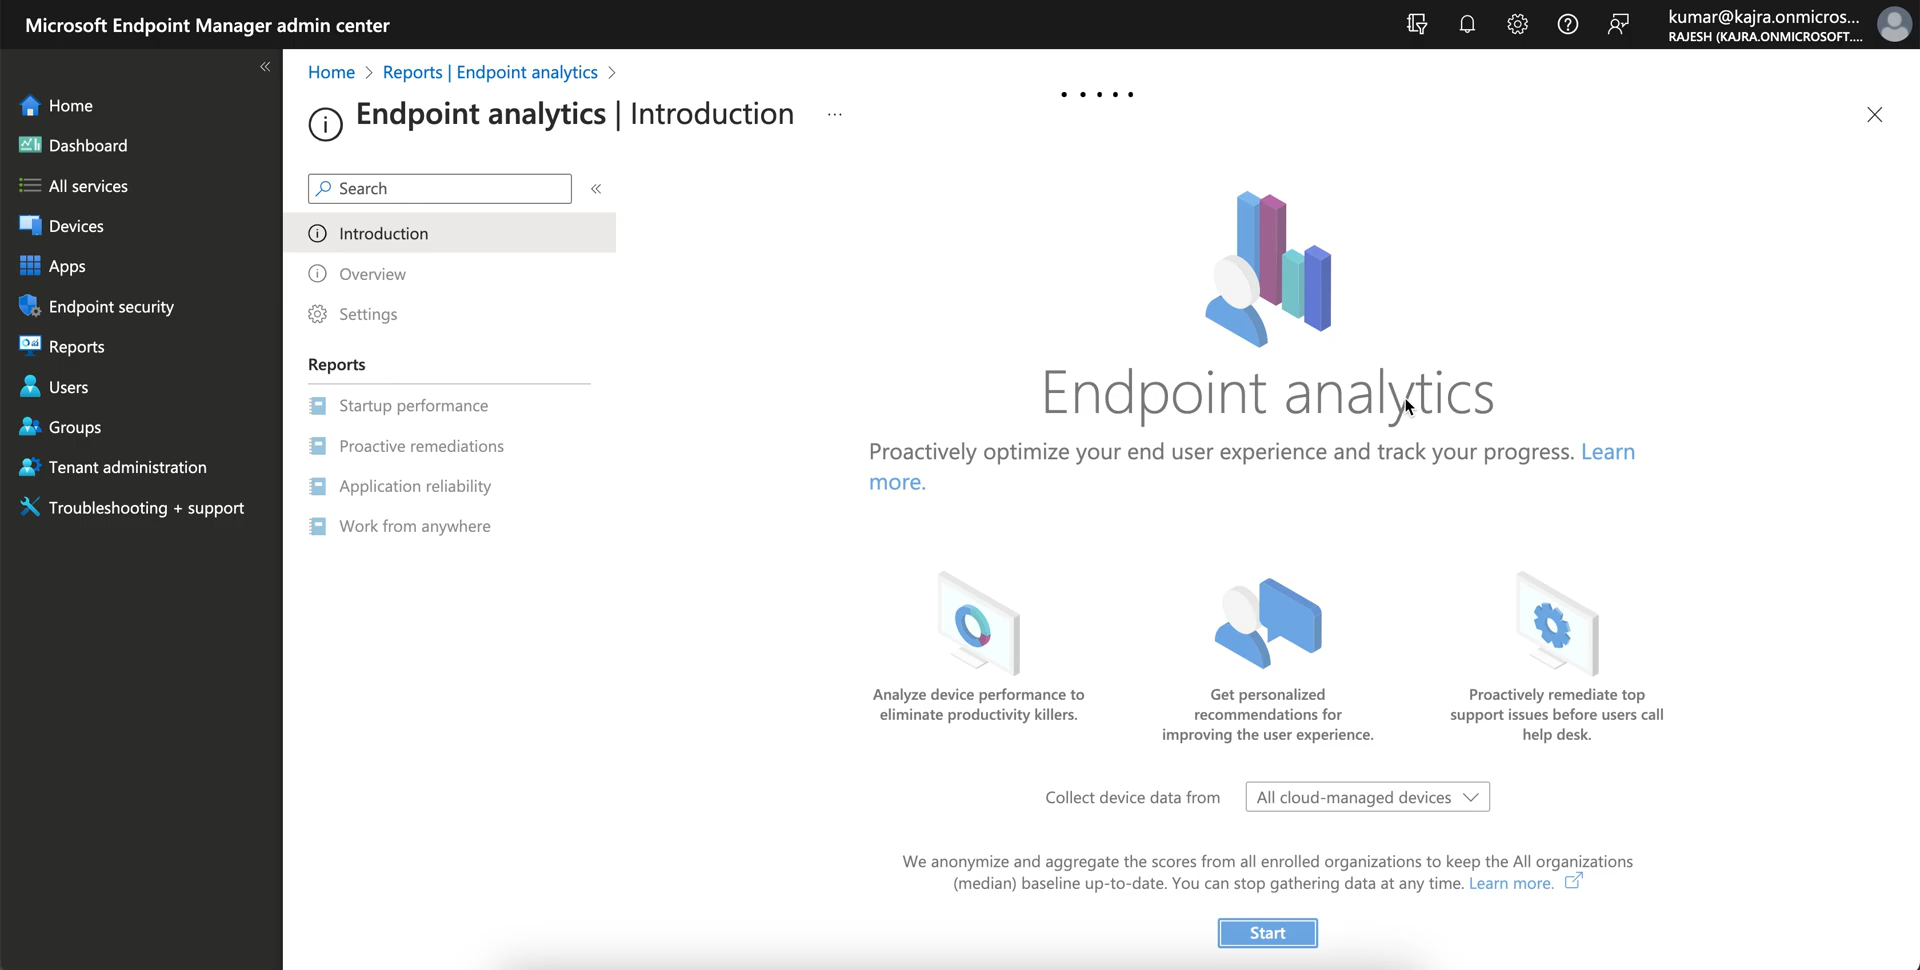 Microsoft Endpoint Manager admin center
kumar@kajra.onmicros...
RAJESH (KAJRA.ONMICROSOFT....
Home
Dashboard
All services
Devices
Apps
Endpoint security
Reports
Users
Groups
Tenant administration
Troubleshooting + support
Home > Reports | Endpoint analytics >
Endpoint analytics | Introduction ...
Search
Introduction
Overview
Settings
Reports
Startup performance
Proactive remediations
Application reliability
Work from anywhere
Endpoint analytics
Proactively optimize your end user experience and track your progress. Learn
more.
Analyze device performance to
eliminate productivity killers.
Get personalized
recommendations for
improving the user experience.
Proactively remediate top
support issues before users call
help desk.
Collect device data from All cloud-managed devices
We anonymize and aggregate the scores from all enrolled organizations to keep the All organizations
(median) baseline up-to-date. You can stop gathering data at any time. Learn more.
Start